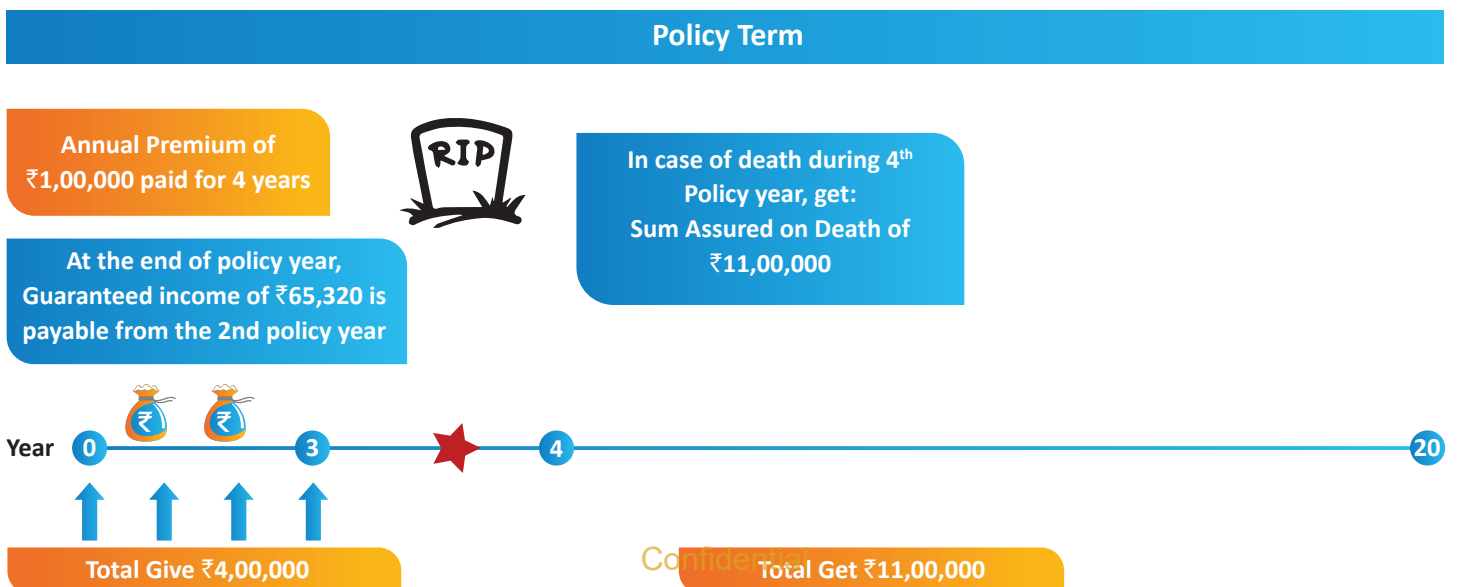 Policy Term
Annual Premium of
₹1,00,000 paid for 4 years
RIP
In case of death during 4th
Policy year, get:
Sum Assured on Death of
₹11,00,000
At the end of policy year,
Guaranteed income of ₹65,320 is
payable from the 2nd policy year
₹ ₹
Year 0 3 4 20
Total Give ₹4,00,000
Confidential
Total Get ₹11,00,000